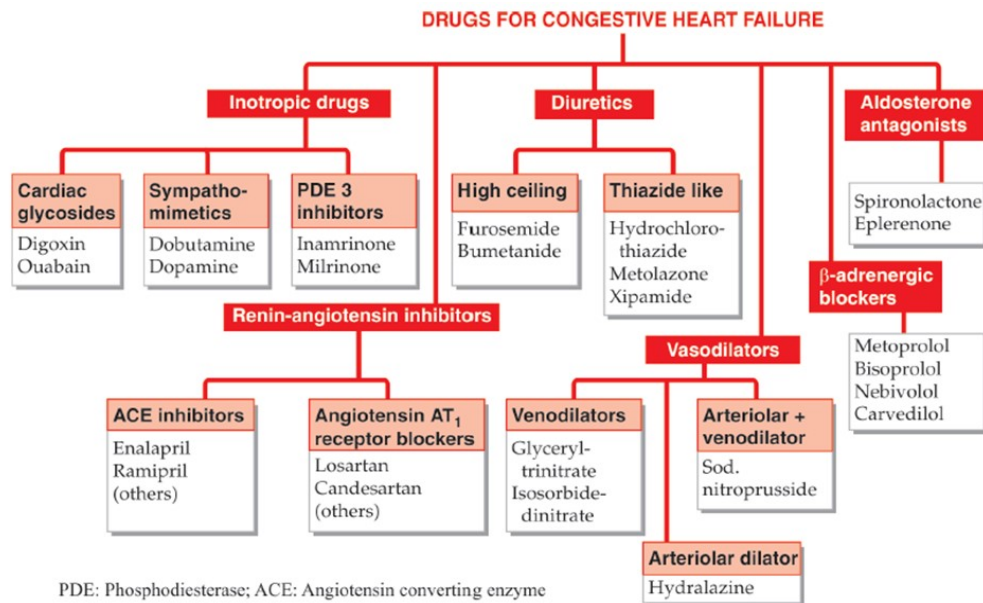 DRUGS FOR CONGESTIVE HEART FAILURE
Inotropic drugs
Diuretics
Aldosterone
antagonists
Cardiac
glycosides
Digoxin
Ouabain
Sympatho-
mimetics
Dobutamine
Dopamine
PDE 3
inhibitors
Inamrinone
Milrinone
High ceiling
Furosemide
Bumetanide
Thiazide like
Hydrochloro-
thiazide
Metolazone
Xipamide
Spironolactone
Eplerenone
β-adrenergic
blockers
Metoprolol
Bisoprolol
Nebivolol
Carvedilol
Renin-angiotensin inhibitors
Vasodilators
ACE inhibitors
Enalapril
Ramipril
(others)
Angiotensin AT₁
receptor blockers
Losartan
Candesartan
(others)
Venodilators
Glyceryl-
trinitrate
Isosorbide-
dinitrate
Arteriolar +
venodilator
Sod.
nitroprusside
Arteriolar dilator
Hydralazine
PDE: Phosphodiesterase; ACE: Angiotensin converting enzyme